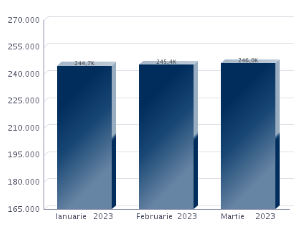 270.000
255.000
240.000
225.000
210.000
195.000
180.000
165.000
244,7K
245,4K
246,0K
Ianuarie 2023
Februarie 2023
Martie 2023